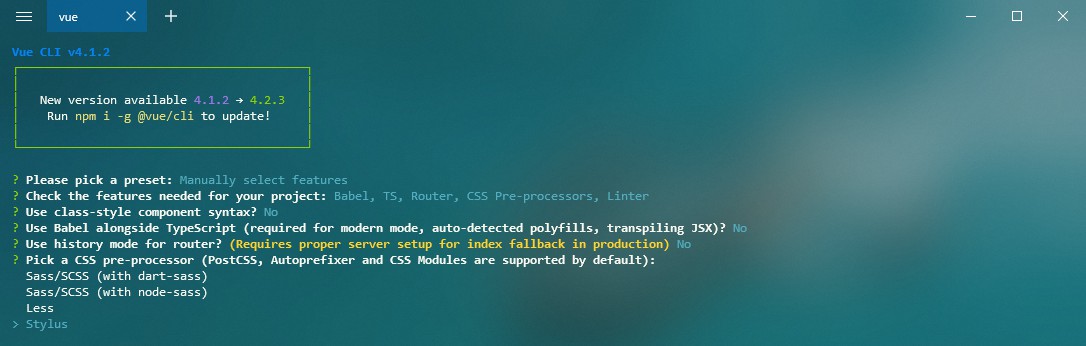 vue
Vue CLI v4.1.2
New version available 4.1.2 → 4.2.3
Run npm i -g @vue/cli to update!
? Please pick a preset: Manually select features
? Check the features needed for your project: Babel, TS, Router, CSS Pre-processors, Linter
? Use class-style component syntax? No
? Use Babel alongside TypeScript (required for modern mode, auto-detected polyfills, transpiling JSX)? No
? Use history mode for router? (Requires proper server setup for index fallback in production) No
? Pick a CSS pre-processor (PostCSS, Autoprefixer and CSS Modules are supported by default):
Sass/SCSS (with dart-sass)
Sass/SCSS (with node-sass)
Less
> Stylus